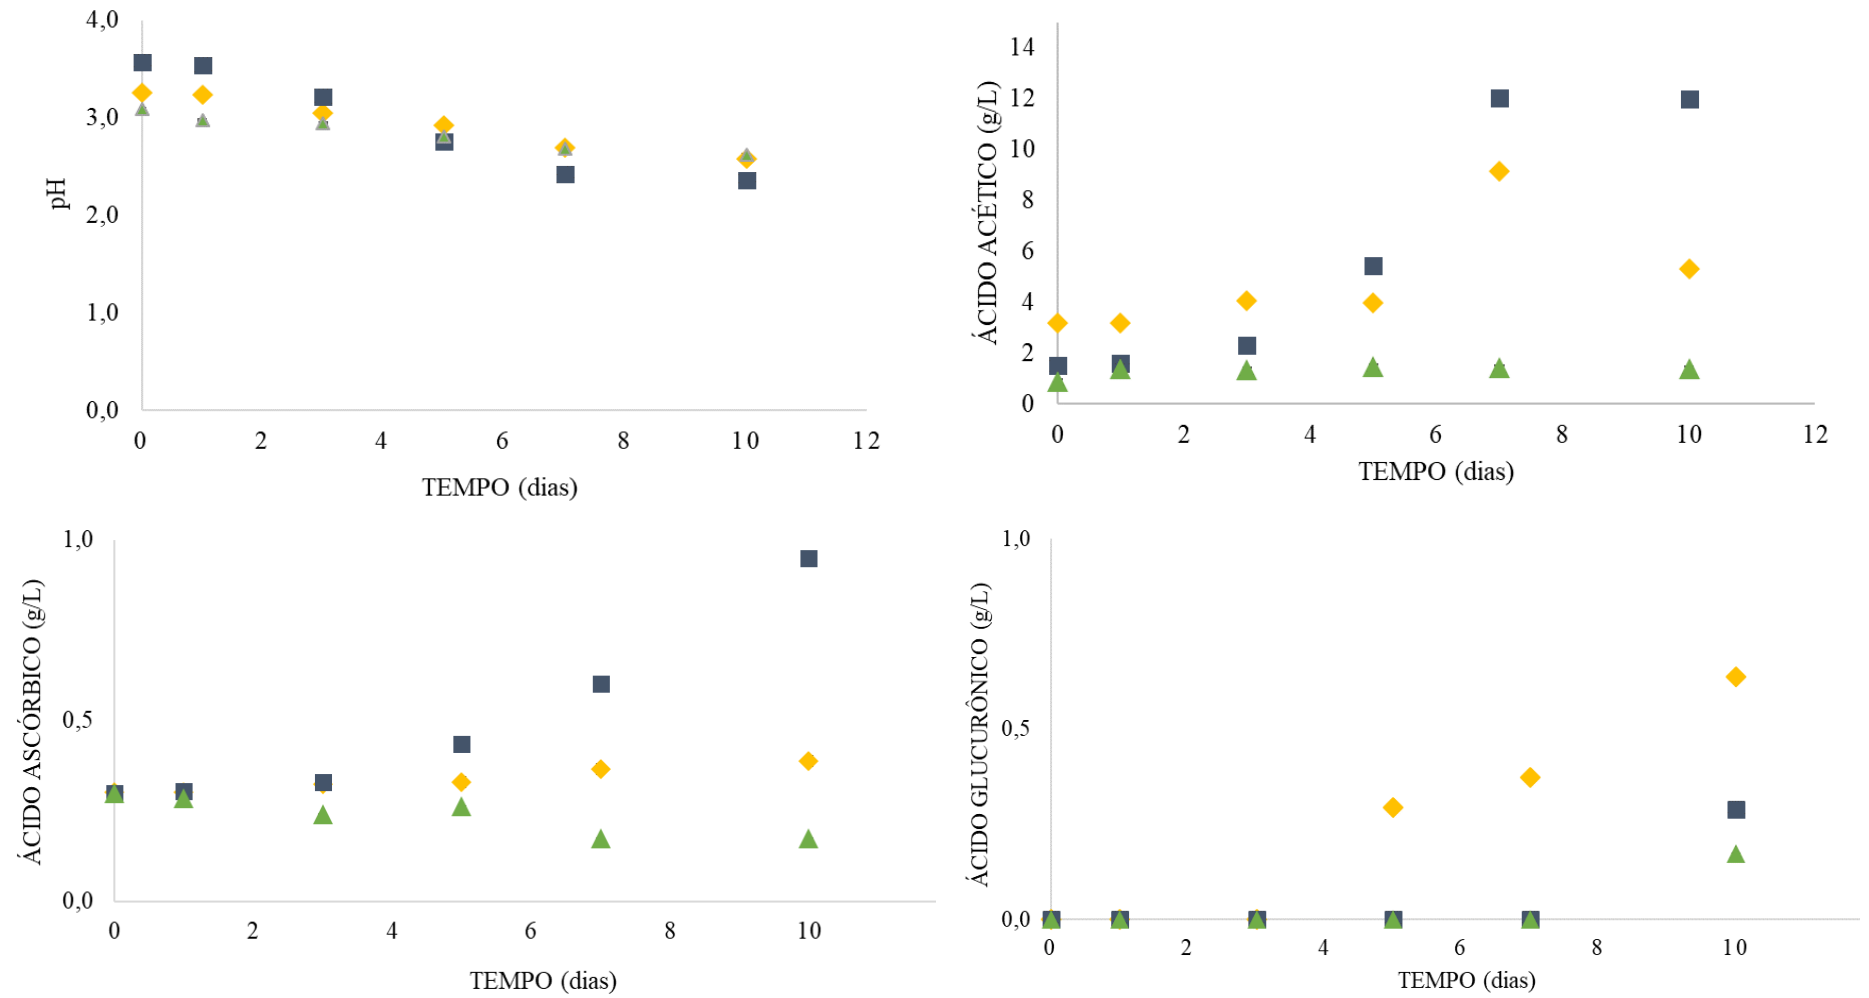 4,0
3,0
2,0
1,0
0,0
pH
0 2 4 6 8 10 12
TEMPO (dias)
14
12
10
8
6
4
2
0
ÁCIDO ACÉTICO (g/L)
0 2 4 6 8 10 12
TEMPO (dias)
1,0
0,5
0,0
ÁCIDO ASCÓRBICO (g/L)
0 2 4 6 8 10
TEMPO (dias)
1,0
0,5
0,0
ÁCIDO GLUCURÔNICO (g/L)
0 2 4 6 8 10
TEMPO (dias)